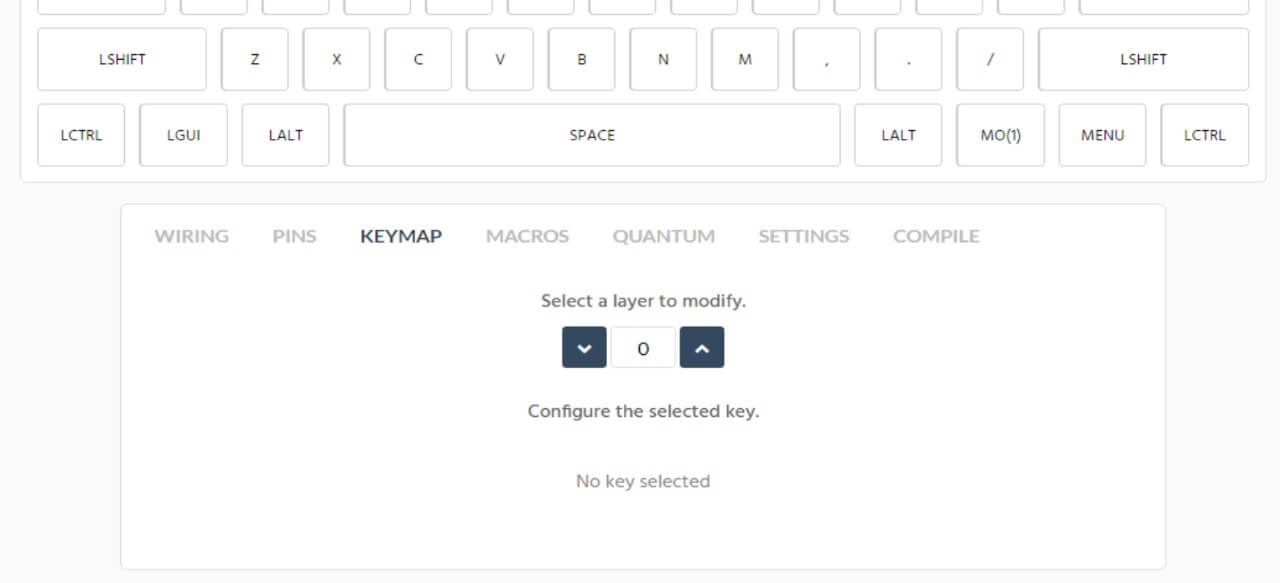 LSHIFT Z X C V B N M , . / LSHIFT
LCTRL LGUI LALT SPACE LALT MO(1) MENU LCTRL
WIRING PINS KEYMAP MACROS QUANTUM SETTINGS COMPILE
Select a layer to modify.
0
Configure the selected key.
No key selected